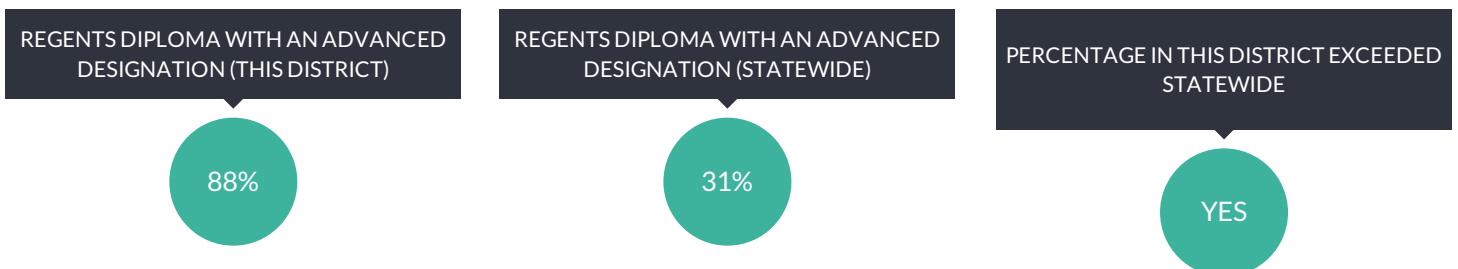 REGENTS DIPLOMA WITH AN ADVANCED
DESIGNATION (THIS DISTRICT)
88%
REGENTS DIPLOMA WITH AN ADVANCED
DESIGNATION (STATEWIDE)
31%
PERCENTAGE IN THIS DISTRICT EXCEEDED
STATEWIDE
YES